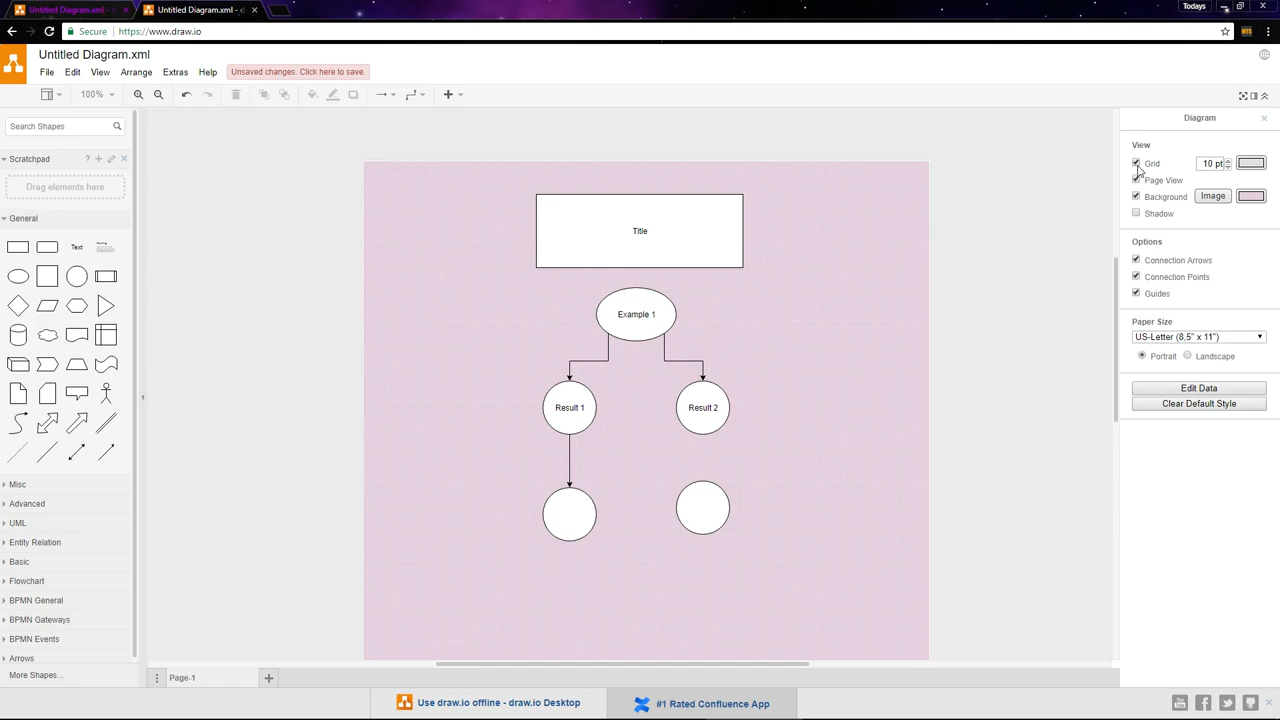 Untitled Diagram.xml -
Untitled Diagram.xml - d
Todays
Secure
https://www.draw.io
MTS
Untitled Diagram.xml
File
Edit
View
Arrange
Extras
Help
Unsaved changes. Click here to save.
100%
Search Shapes
Scratchpad
?
Drag elements here
General
Text
Misc
Advanced
UML
Entity Relation
Basic
Flowchart
BPMN General
BPMN Gateways
BPMN Events
Arrows
More Shapes...
Title
Example 1
Result 1
Result 2
Page-1
Diagram
View
Grid
10 pt
Page View
Background
Image
Shadow
Options
Connection Arrows
Connection Points
Guides
Paper Size
US-Letter (8,5" x 11")
Portrait
Landscape
Edit Data
Clear Default Style
Use draw.io offline - draw.io Desktop
#1 Rated Confluence App